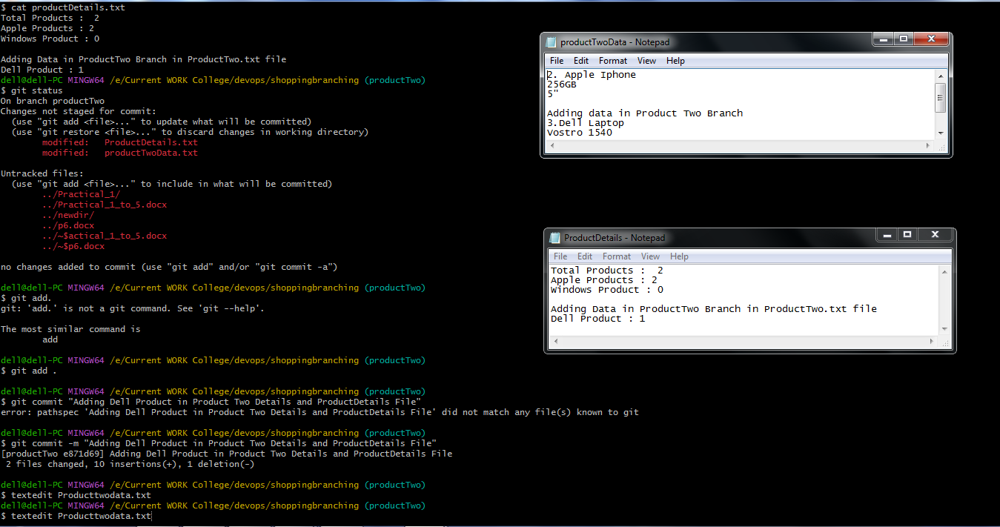 $ cat productDetails.txt
Total Products :  2
Apple Products : 2
Windows Product : 0
Adding Data in ProductTwo Branch in ProductTwo.txt file
Dell Product : 1
dell@dell-PC MINGW64 /e/Current WORK College/devops/shoppingbranching (productTwo)
$ git status
On branch productTwo
Changes not staged for commit:
  (use "git add <file>..." to update what will be committed)
  (use "git restore <file>..." to discard changes in working directory)
        modified:   ProductDetails.txt
        modified:   productTwoData.txt
Untracked files:
  (use "git add <file>..." to include in what will be committed)
        ../Practical_1/
        ../Practical_1_to_5.docx
        ../newdir/
        ../p6.docx
        ../~$actical_1_to_5.docx
        ../~$p6.docx
no changes added to commit (use "git add" and/or "git commit -a")
dell@dell-PC MINGW64 /e/Current WORK College/devops/shoppingbranching (productTwo)
$ git add.
git: 'add.' is not a git command. See 'git --help'.
The most similar command is
        add
dell@dell-PC MINGW64 /e/Current WORK College/devops/shoppingbranching (productTwo)
$ git add .
dell@dell-PC MINGW64 /e/Current WORK College/devops/shoppingbranching (productTwo)
$ git commit "Adding Dell Product in Product Two Details and ProductDetails File"
error: pathspec 'Adding Dell Product in Product Two Details and ProductDetails File' did not match any file(s) known to git
dell@dell-PC MINGW64 /e/Current WORK College/devops/shoppingbranching (productTwo)
$ git commit -m "Adding Dell Product in Product Two Details and ProductDetails File"
[productTwo e871d69] Adding Dell Product in Product Two Details and ProductDetails File
 2 files changed, 10 insertions(+), 1 deletion(-)
dell@dell-PC MINGW64 /e/Current WORK College/devops/shoppingbranching (productTwo)
$ textedit Producttwodata.txt
dell@dell-PC MINGW64 /e/Current WORK College/devops/shoppingbranching (productTwo)
$ textedit Producttwodata.txt
productTwoData - Notepad
File Edit Format View Help
2. Apple Iphone
256GB
5"
Adding data in Product Two Branch
3.Dell Laptop
Vostro 1540
ProductDetails - Notepad
File Edit Format View Help
Total Products :  2
Apple Products : 2
Windows Product : 0
Adding Data in ProductTwo Branch in ProductTwo.txt file
Dell Product : 1